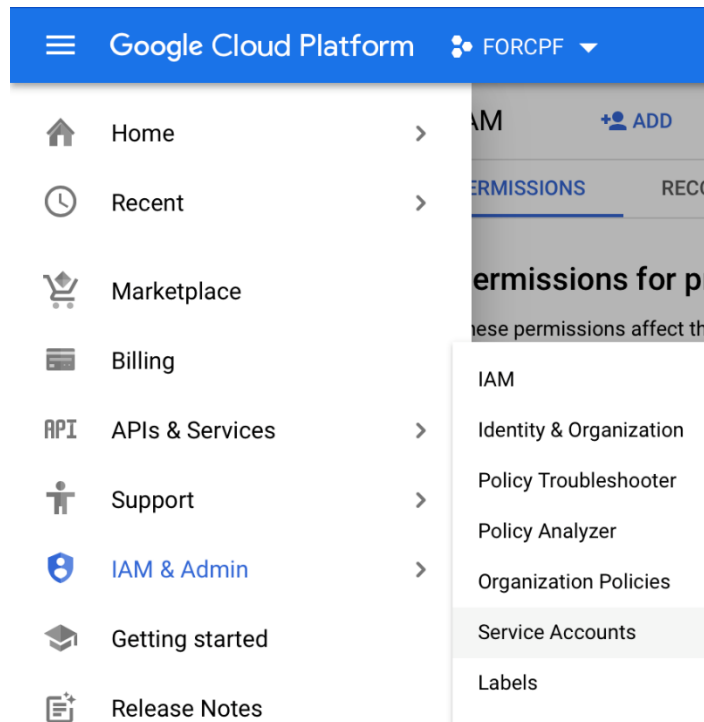 Google Cloud Platform FORCPF
Home
Recent
Marketplace
Billing
API APIs & Services
Support
IAM & Admin
Getting started
Release Notes
AM ADD
ERMISSIONS RECO
ermissions for p
hese permissions affect th
IAM
Identity & Organization
Policy Troubleshooter
Policy Analyzer
Organization Policies
Service Accounts
Labels